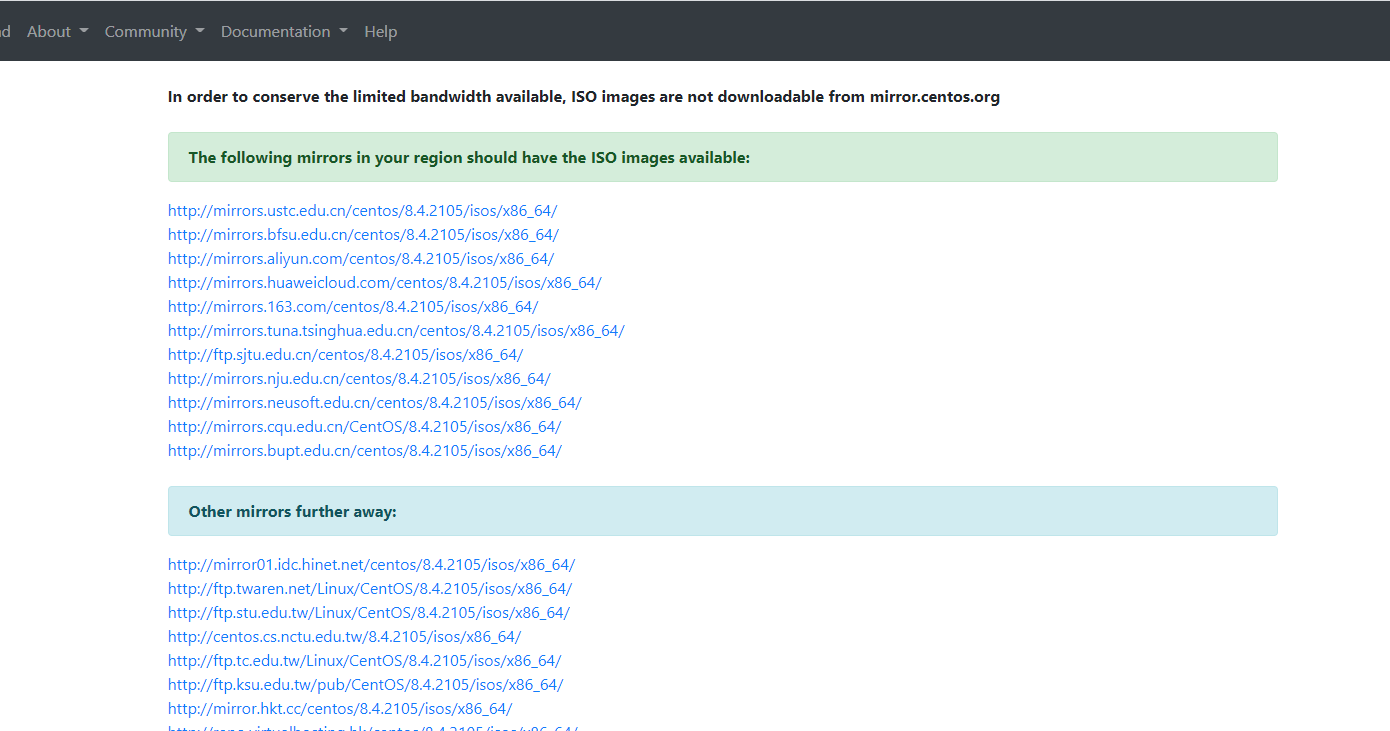 d About Community Documentation Help
In order to conserve the limited bandwidth available, ISO images are not downloadable from mirror.centos.org
The following mirrors in your region should have the ISO images available:
http://mirrors.ustc.edu.cn/centos/8.4.2105/isos/x86_64/
http://mirrors.bfsu.edu.cn/centos/8.4.2105/isos/x86_64/
http://mirrors.aliyun.com/centos/8.4.2105/isos/x86_64/
http://mirrors.huaweicloud.com/centos/8.4.2105/isos/x86_64/
http://mirrors.163.com/centos/8.4.2105/isos/x86_64/
http://mirrors.tuna.tsinghua.edu.cn/centos/8.4.2105/isos/x86_64/
http://ftp.sjtu.edu.cn/centos/8.4.2105/isos/x86_64/
http://mirrors.nju.edu.cn/centos/8.4.2105/isos/x86_64/
http://mirrors.neusoft.edu.cn/centos/8.4.2105/isos/x86_64/
http://mirrors.cqu.edu.cn/CentOS/8.4.2105/isos/x86_64/
http://mirrors.bupt.edu.cn/centos/8.4.2105/isos/x86_64/
Other mirrors further away:
http://mirror01.idc.hinet.net/centos/8.4.2105/isos/x86_64/
http://ftp.twaren.net/Linux/CentOS/8.4.2105/isos/x86_64/
http://ftp.stu.edu.tw/Linux/CentOS/8.4.2105/isos/x86_64/
http://centos.cs.nctu.edu.tw/8.4.2105/isos/x86_64/
http://ftp.tc.edu.tw/Linux/CentOS/8.4.2105/isos/x86_64/
http://ftp.ksu.edu.tw/pub/CentOS/8.4.2105/isos/x86_64/
http://mirror.hkt.cc/centos/8.4.2105/isos/x86_64/